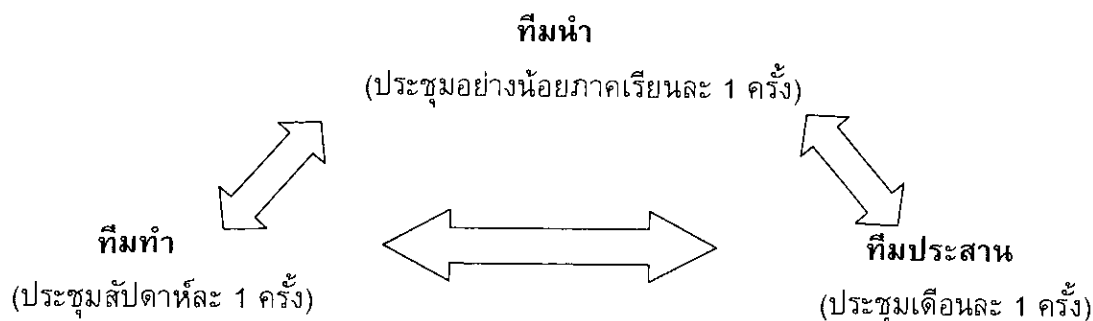 ทีมนำ
(ประชุมอย่างน้อยภาคเรียนละ 1 ครั้ง)
ทีมทำ
(ประชุมสัปดาห์ละ 1 ครั้ง)
ทีมประสาน
(ประชุมเดือนละ 1 ครั้ง)